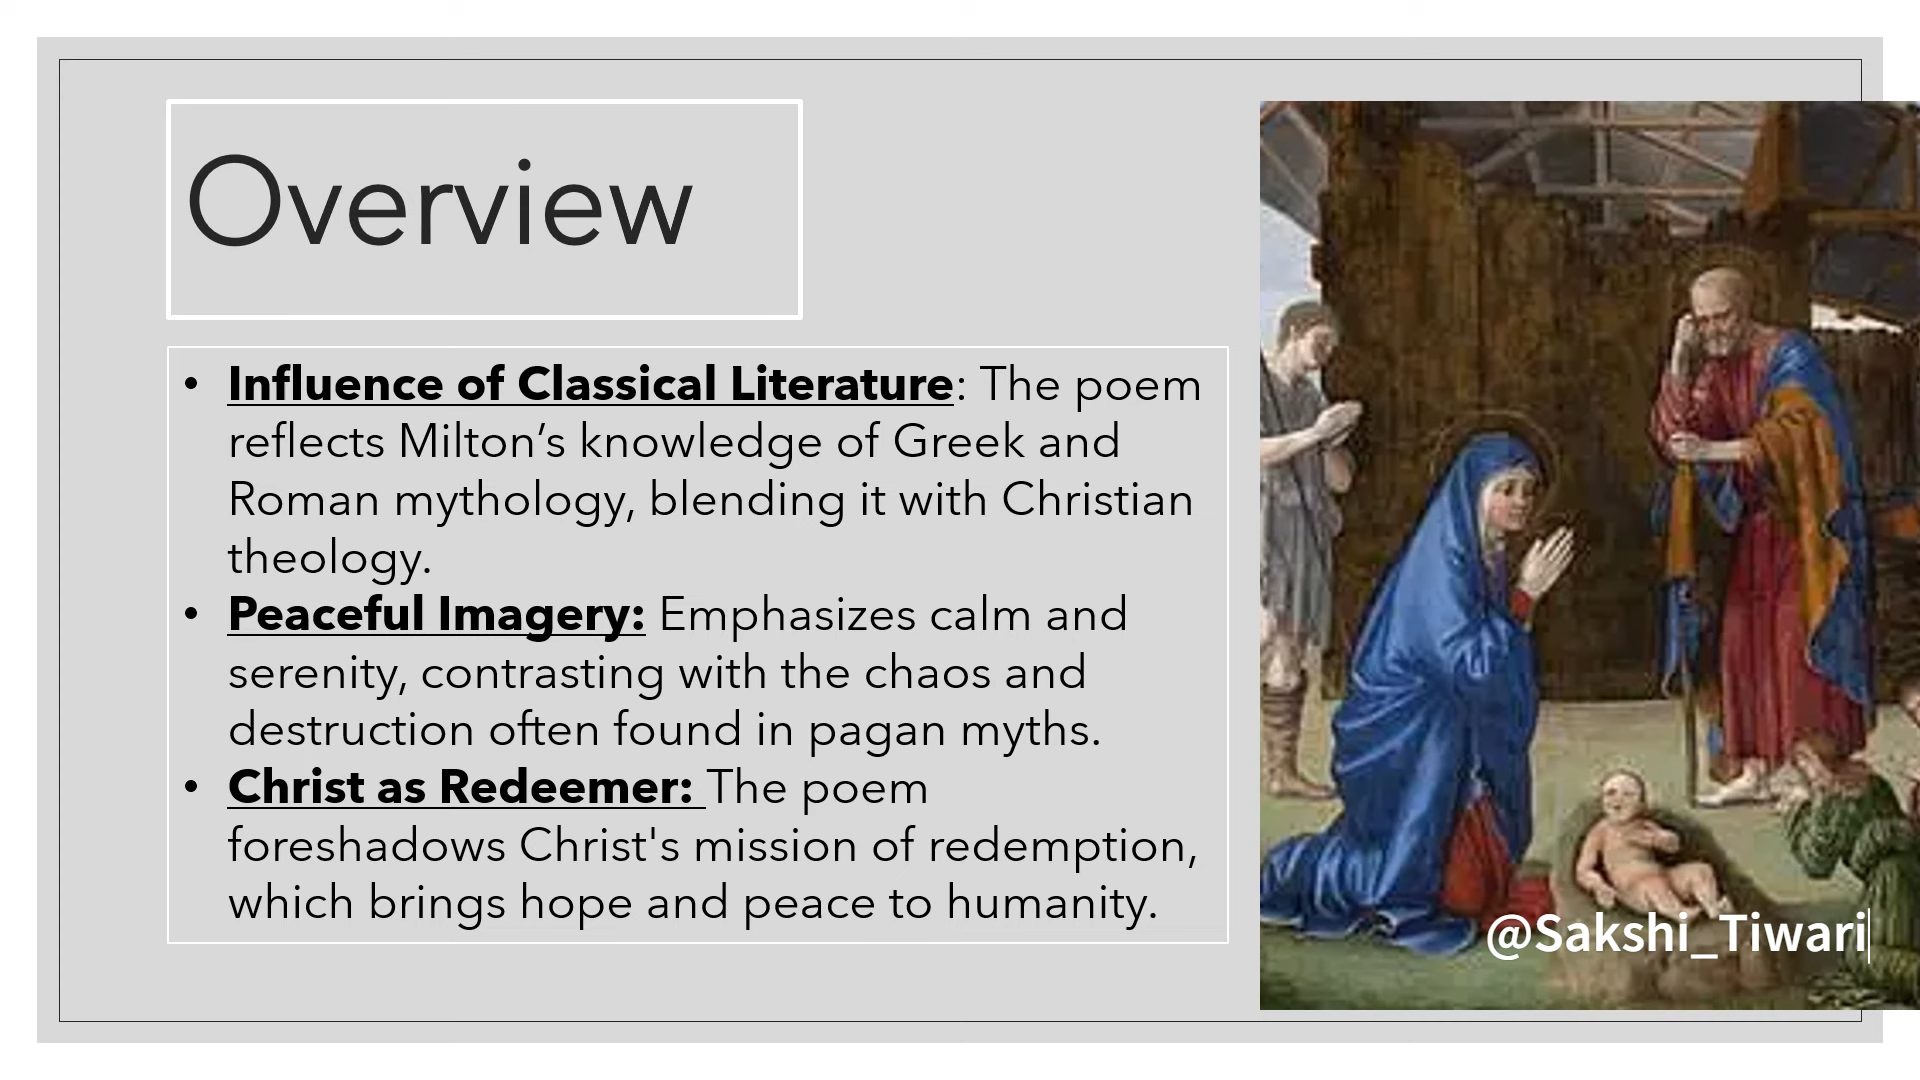 Overview
• Influence of Classical Literature: The poem
reflects Milton’s knowledge of Greek and
Roman mythology, blending it with Christian
theology.
• Peaceful Imagery: Emphasizes calm and
serenity, contrasting with the chaos and
destruction often found in pagan myths.
• Christ as Redeemer: The poem
foreshadows Christ's mission of redemption,
which brings hope and peace to humanity.
@Sakshi_Tiwari